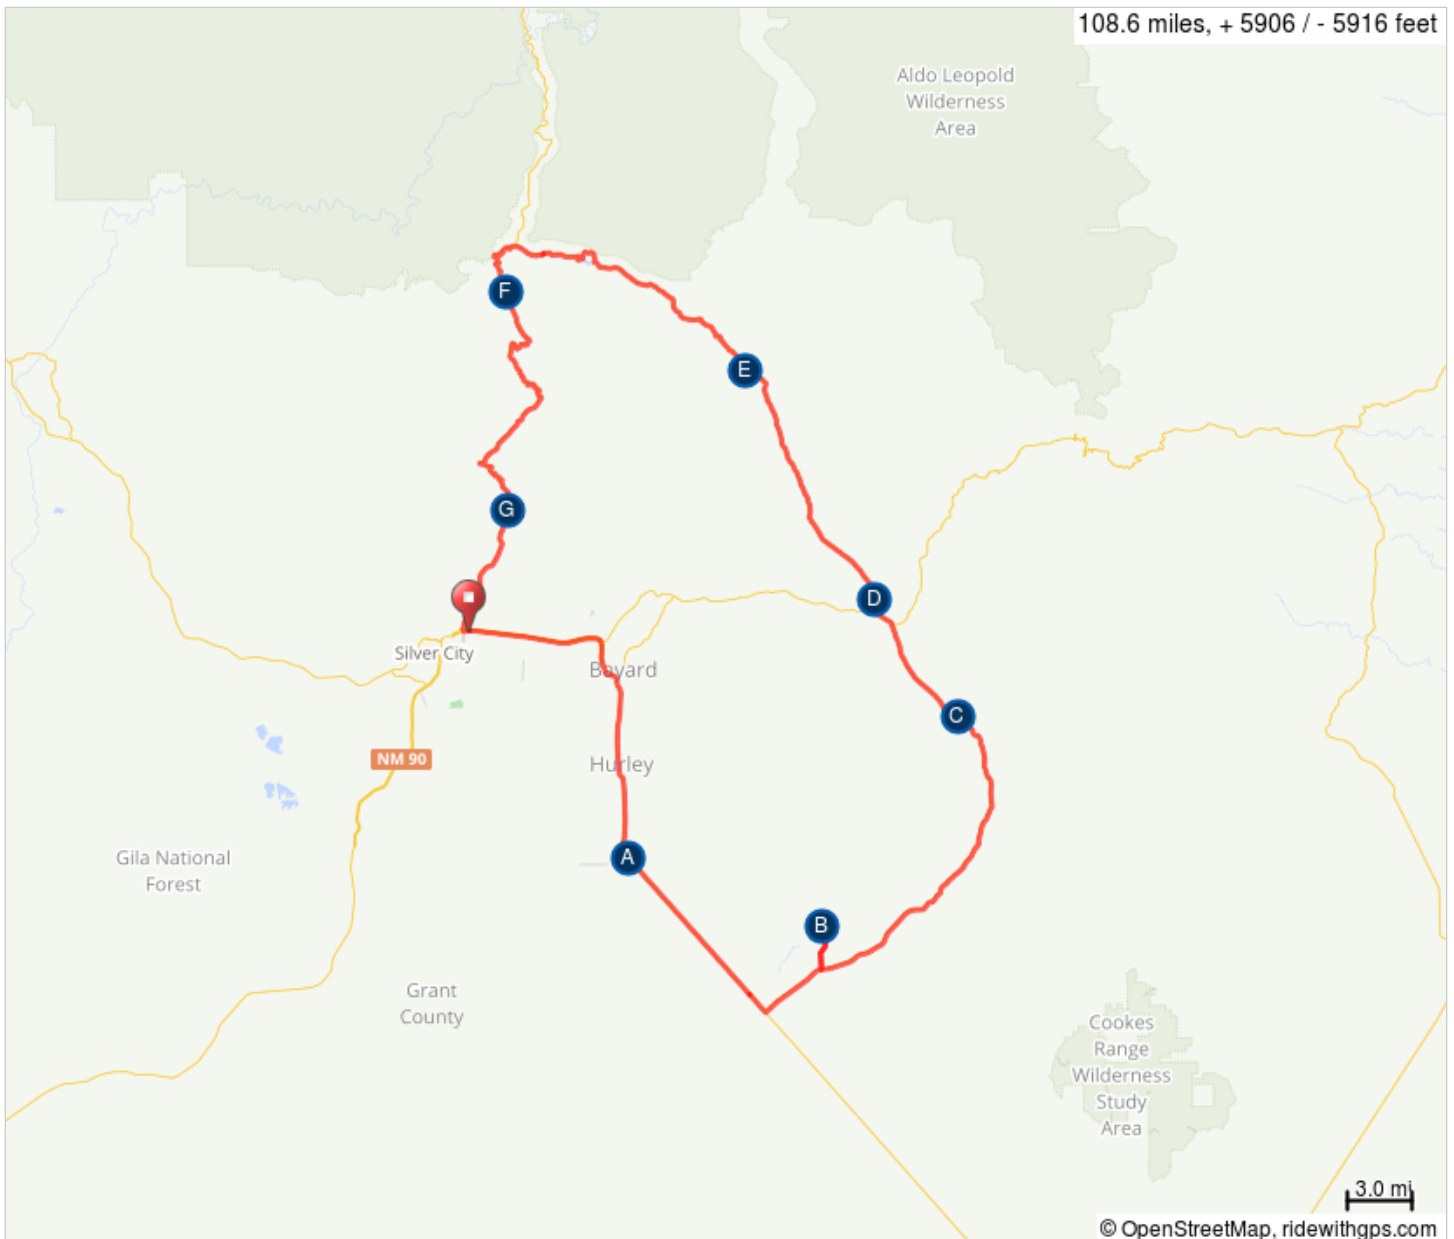 108.6 miles, + 5906 / - 5916 feet
Aldo Leopold
Wilderness
Area
F
E
G
D
Silver City
Bayard
C
NM 90
Hurley
A
Gila National
Forest
B
Grant
County
Cookes
Range
Wilderness
Study
Area
3.0 mi
© OpenStreetMap, ridewithgps.com